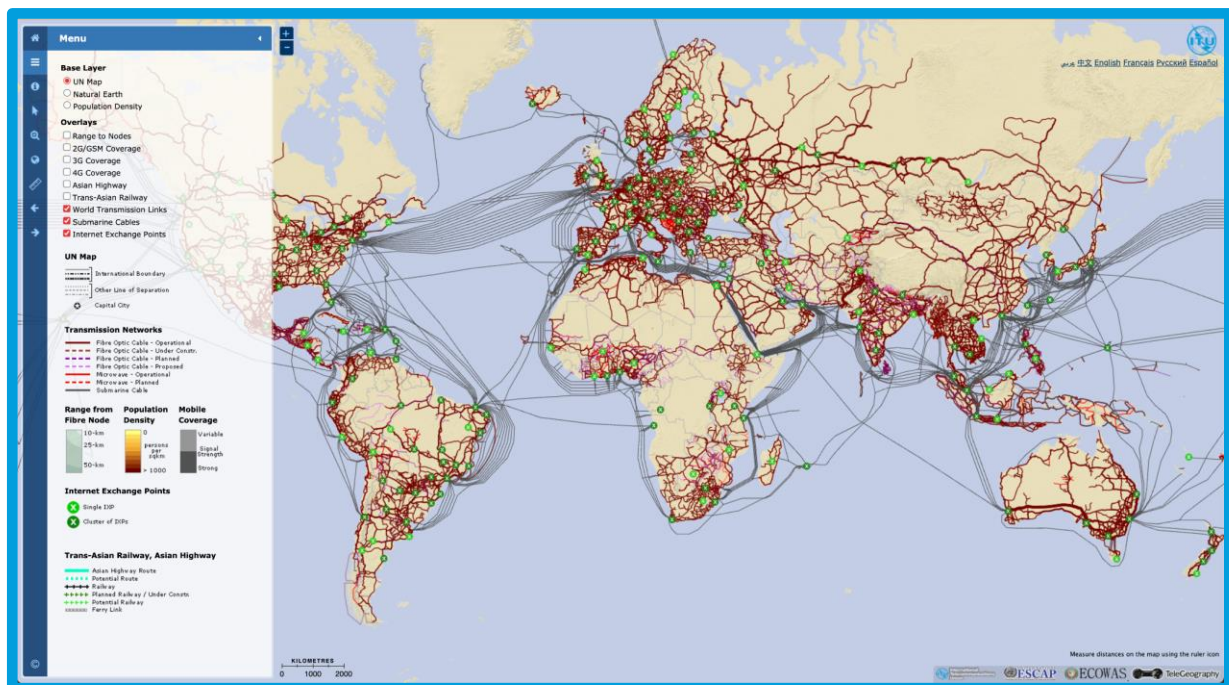 Menu
Base Layer
UN Map
Natural Earth
Population Density
Overlays
Range to Nodes
2G/GSM Coverage
3G Coverage
4G Coverage
Asian Highway
Trans-Asian Railway
World Transmission Links
Submarine Cables
Internet Exchange Points
UN Map
International Boundary
Other Line of Separation
Capital City
Transmission Networks
Fibre Optic Cable - Operational
Fibre Optic Cable - Under Constr.
Fibre Optic Cable - Planned
Fibre Optic Cable - Proposed
Microwave - Operational
Microwave - Planned
Submarine Cable
Range from Fibre Node
10-km
25-km
50-km
Population Density
0
persons per sqkm
> 1000
Mobile Coverage
Variable
Signal Strength
Strong
Internet Exchange Points
Single IXP
Cluster of IXPs
Trans-Asian Railway, Asian Highway
Asian Highway Route
Potential Route
Railway
Planned Railway / Under Constr.
Potential Railway
Ferry Link
ITU
عربي 中文 English Français Русский Español
KILOMETRES
0 1000 2000
Measure distances on the map using the ruler icon
ESCAP ECOWAS TeleGeography